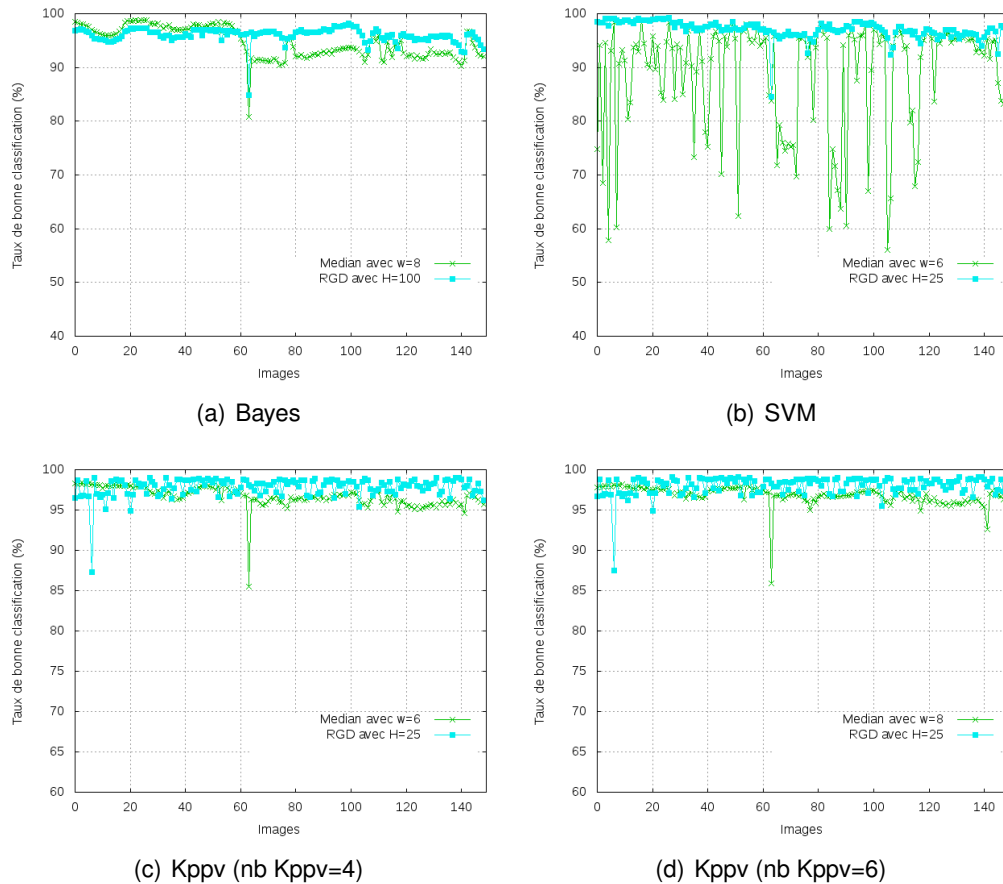 100
90
80
70
60
50
40
Taux de bonne classification (%)
Median avec w=8
RGD avec H=100
0 20 40 60 80 100 120 140
Images
(a) Bayes
100
90
80
70
60
50
40
Taux de bonne classification (%)
Median avec w=6
RGD avec H=25
0 20 40 60 80 100 120 140
Images
(b) SVM
100
95
90
85
80
75
70
65
60
Taux de bonne classification (%)
Median avec w=6
RGD avec H=25
0 20 40 60 80 100 120 140
Images
(c) Kppv (nb Kppv=4)
100
95
90
85
80
75
70
65
60
Taux de bonne classification (%)
Median avec w=8
RGD avec H=25
0 20 40 60 80 100 120 140
Images
(d) Kppv (nb Kppv=6)